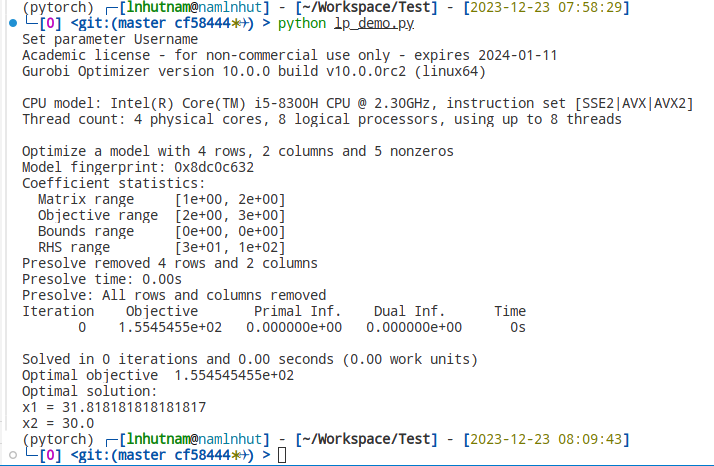 (pytorch) ┌─[lnhutnam@namlnhut] - [~/Workspace/Test] - [2023-12-23 07:58:29]
└─[0] <git:(master cf58444✱✈) > python lp_demo.py
Set parameter Username
Academic license - for non-commercial use only - expires 2024-01-11
Gurobi Optimizer version 10.0.0 build v10.0.0rc2 (linux64)
CPU model: Intel(R) Core(TM) i5-8300H CPU @ 2.30GHz, instruction set [SSE2|AVX|AVX2]
Thread count: 4 physical cores, 8 logical processors, using up to 8 threads
Optimize a model with 4 rows, 2 columns and 5 nonzeros
Model fingerprint: 0x8dc0c632
Coefficient statistics:
  Matrix range     [1e+00, 2e+00]
  Objective range  [2e+00, 3e+00]
  Bounds range     [0e+00, 0e+00]
  RHS range        [3e+01, 1e+02]
Presolve removed 4 rows and 2 columns
Presolve time: 0.00s
Presolve: All rows and columns removed
Iteration    Objective       Primal Inf.    Dual Inf.      Time
       0    1.5545455e+02   0.000000e+00   0.000000e+00      0s
Solved in 0 iterations and 0.00 seconds (0.00 work units)
Optimal objective  1.554545455e+02
Optimal solution:
x1 = 31.818181818181817
x2 = 30.0
(pytorch) ┌─[lnhutnam@namlnhut] - [~/Workspace/Test] - [2023-12-23 08:09:43]
└─[0] <git:(master cf58444✱✈) >